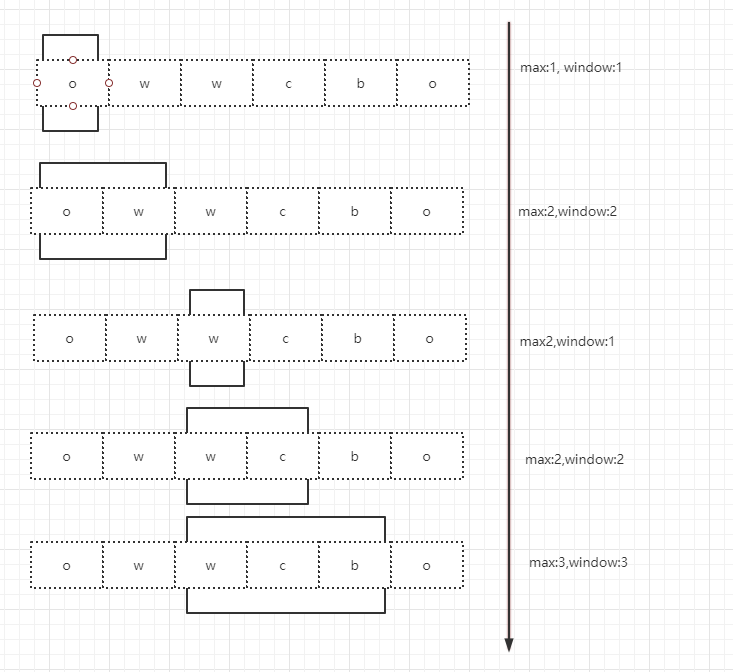 o w w c b o max:1, window:1
o w w c b o max:2,window:2
o w w c b o max2,window:1
o w w c b o max:2,window:2
o w w c b o max:3,window:3